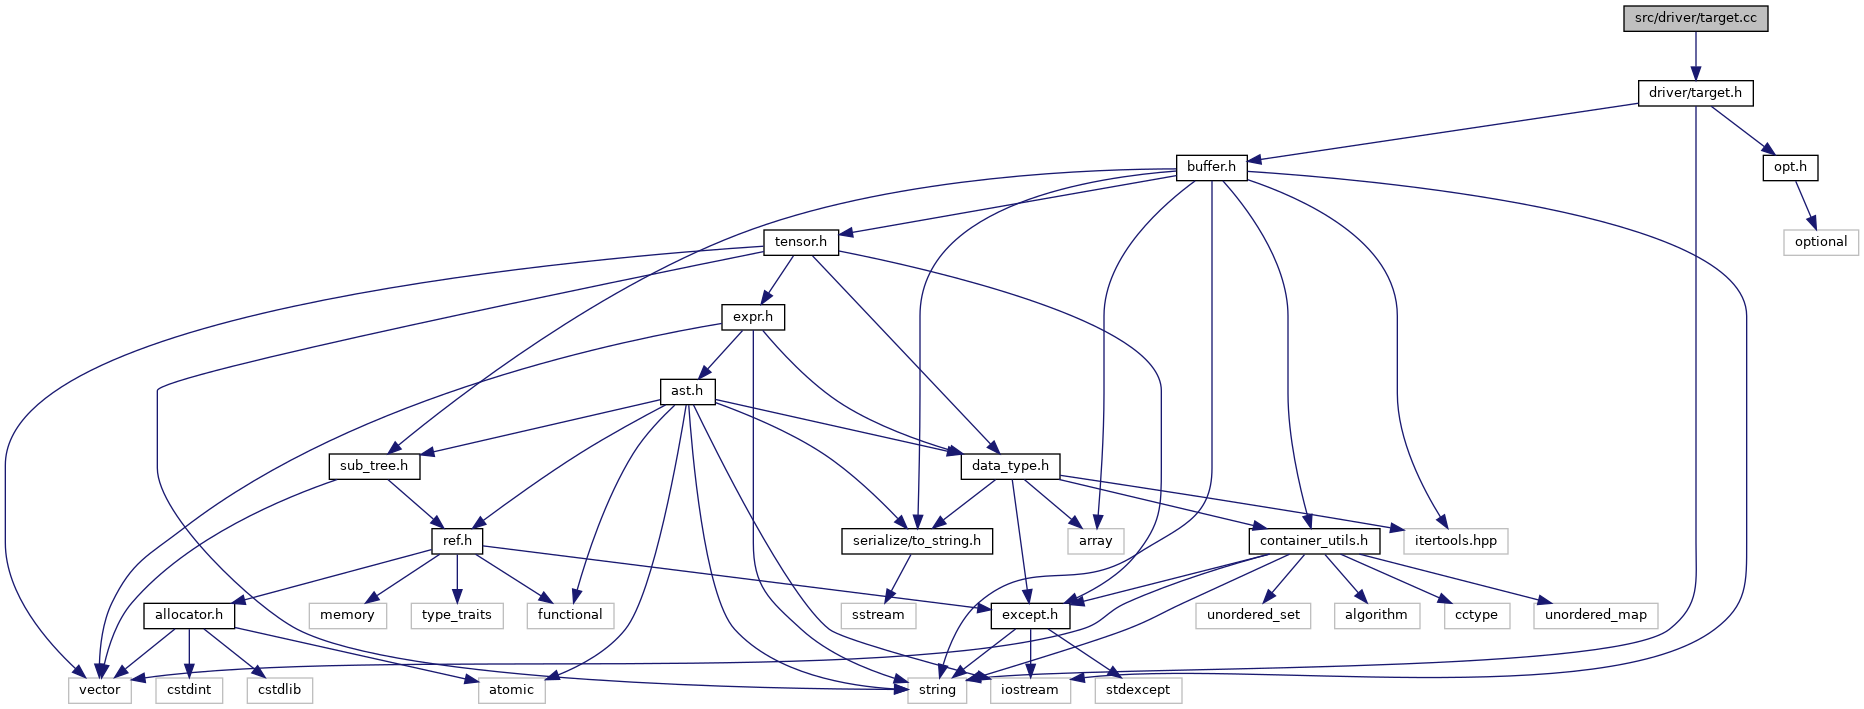 src/driver/target.cc
driver/target.h
buffer.h
opt.h
tensor.h
optional
expr.h
ast.h
sub_tree.h
data_type.h
ref.h
serialize/to_string.h
array
container_utils.h
itertools.hpp
allocator.h
memory
type_traits
functional
sstream
except.h
unordered_set
algorithm
cctype
unordered_map
vector
cstdint
cstdlib
atomic
string
iostream
stdexcept